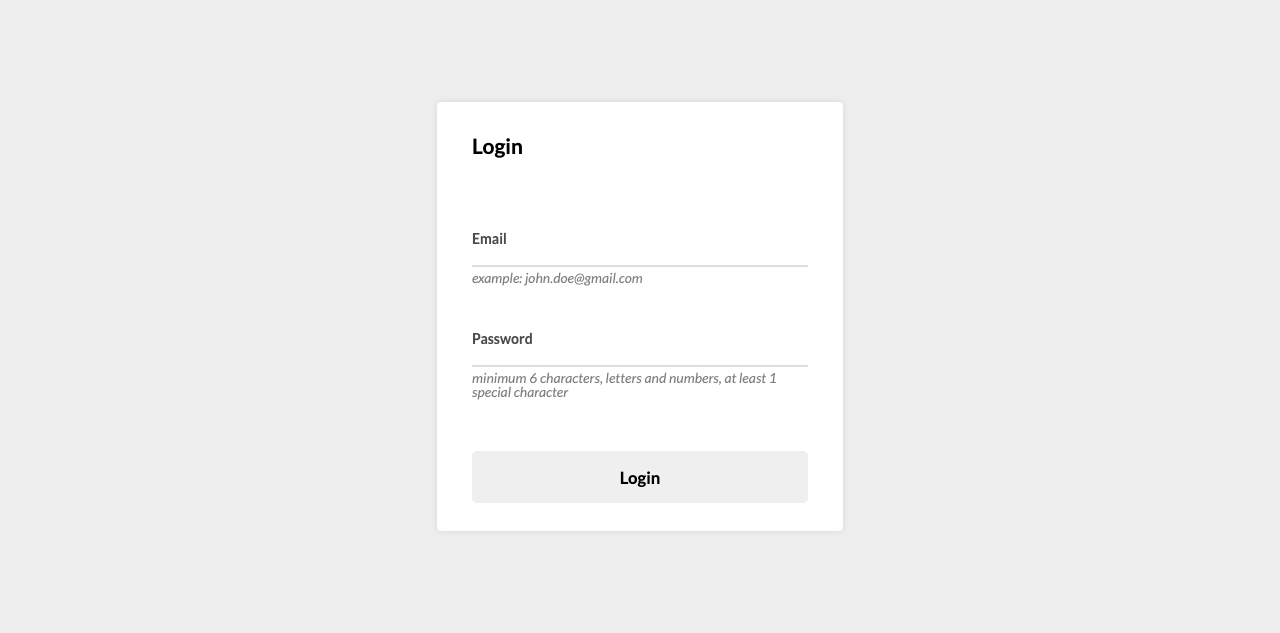 Login
Email
example: john.doe@gmail.com
Password
minimum 6 characters, letters and numbers, at least 1
special character
Login